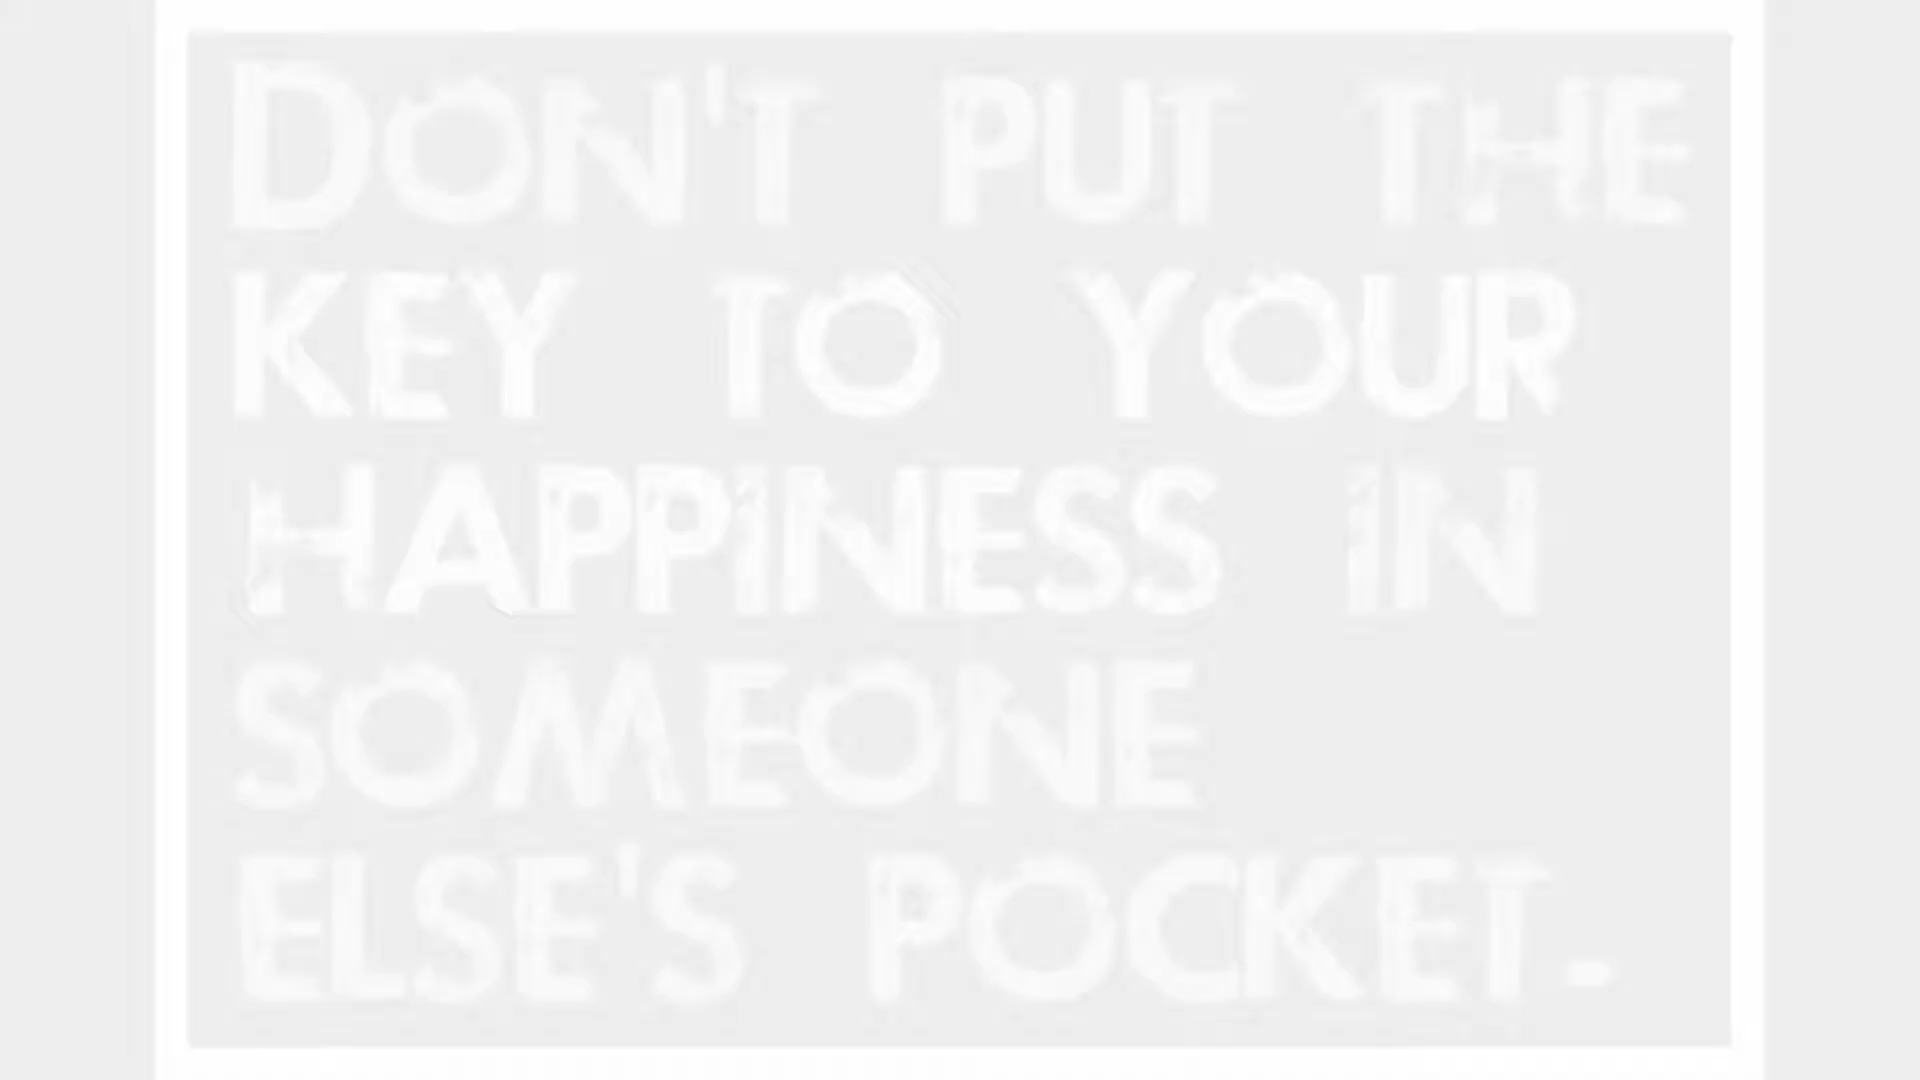 DON'T PUT THE
KEY TO YOUR
HAPPINESS IN
SOMEONE
ELSE'S POCKET.